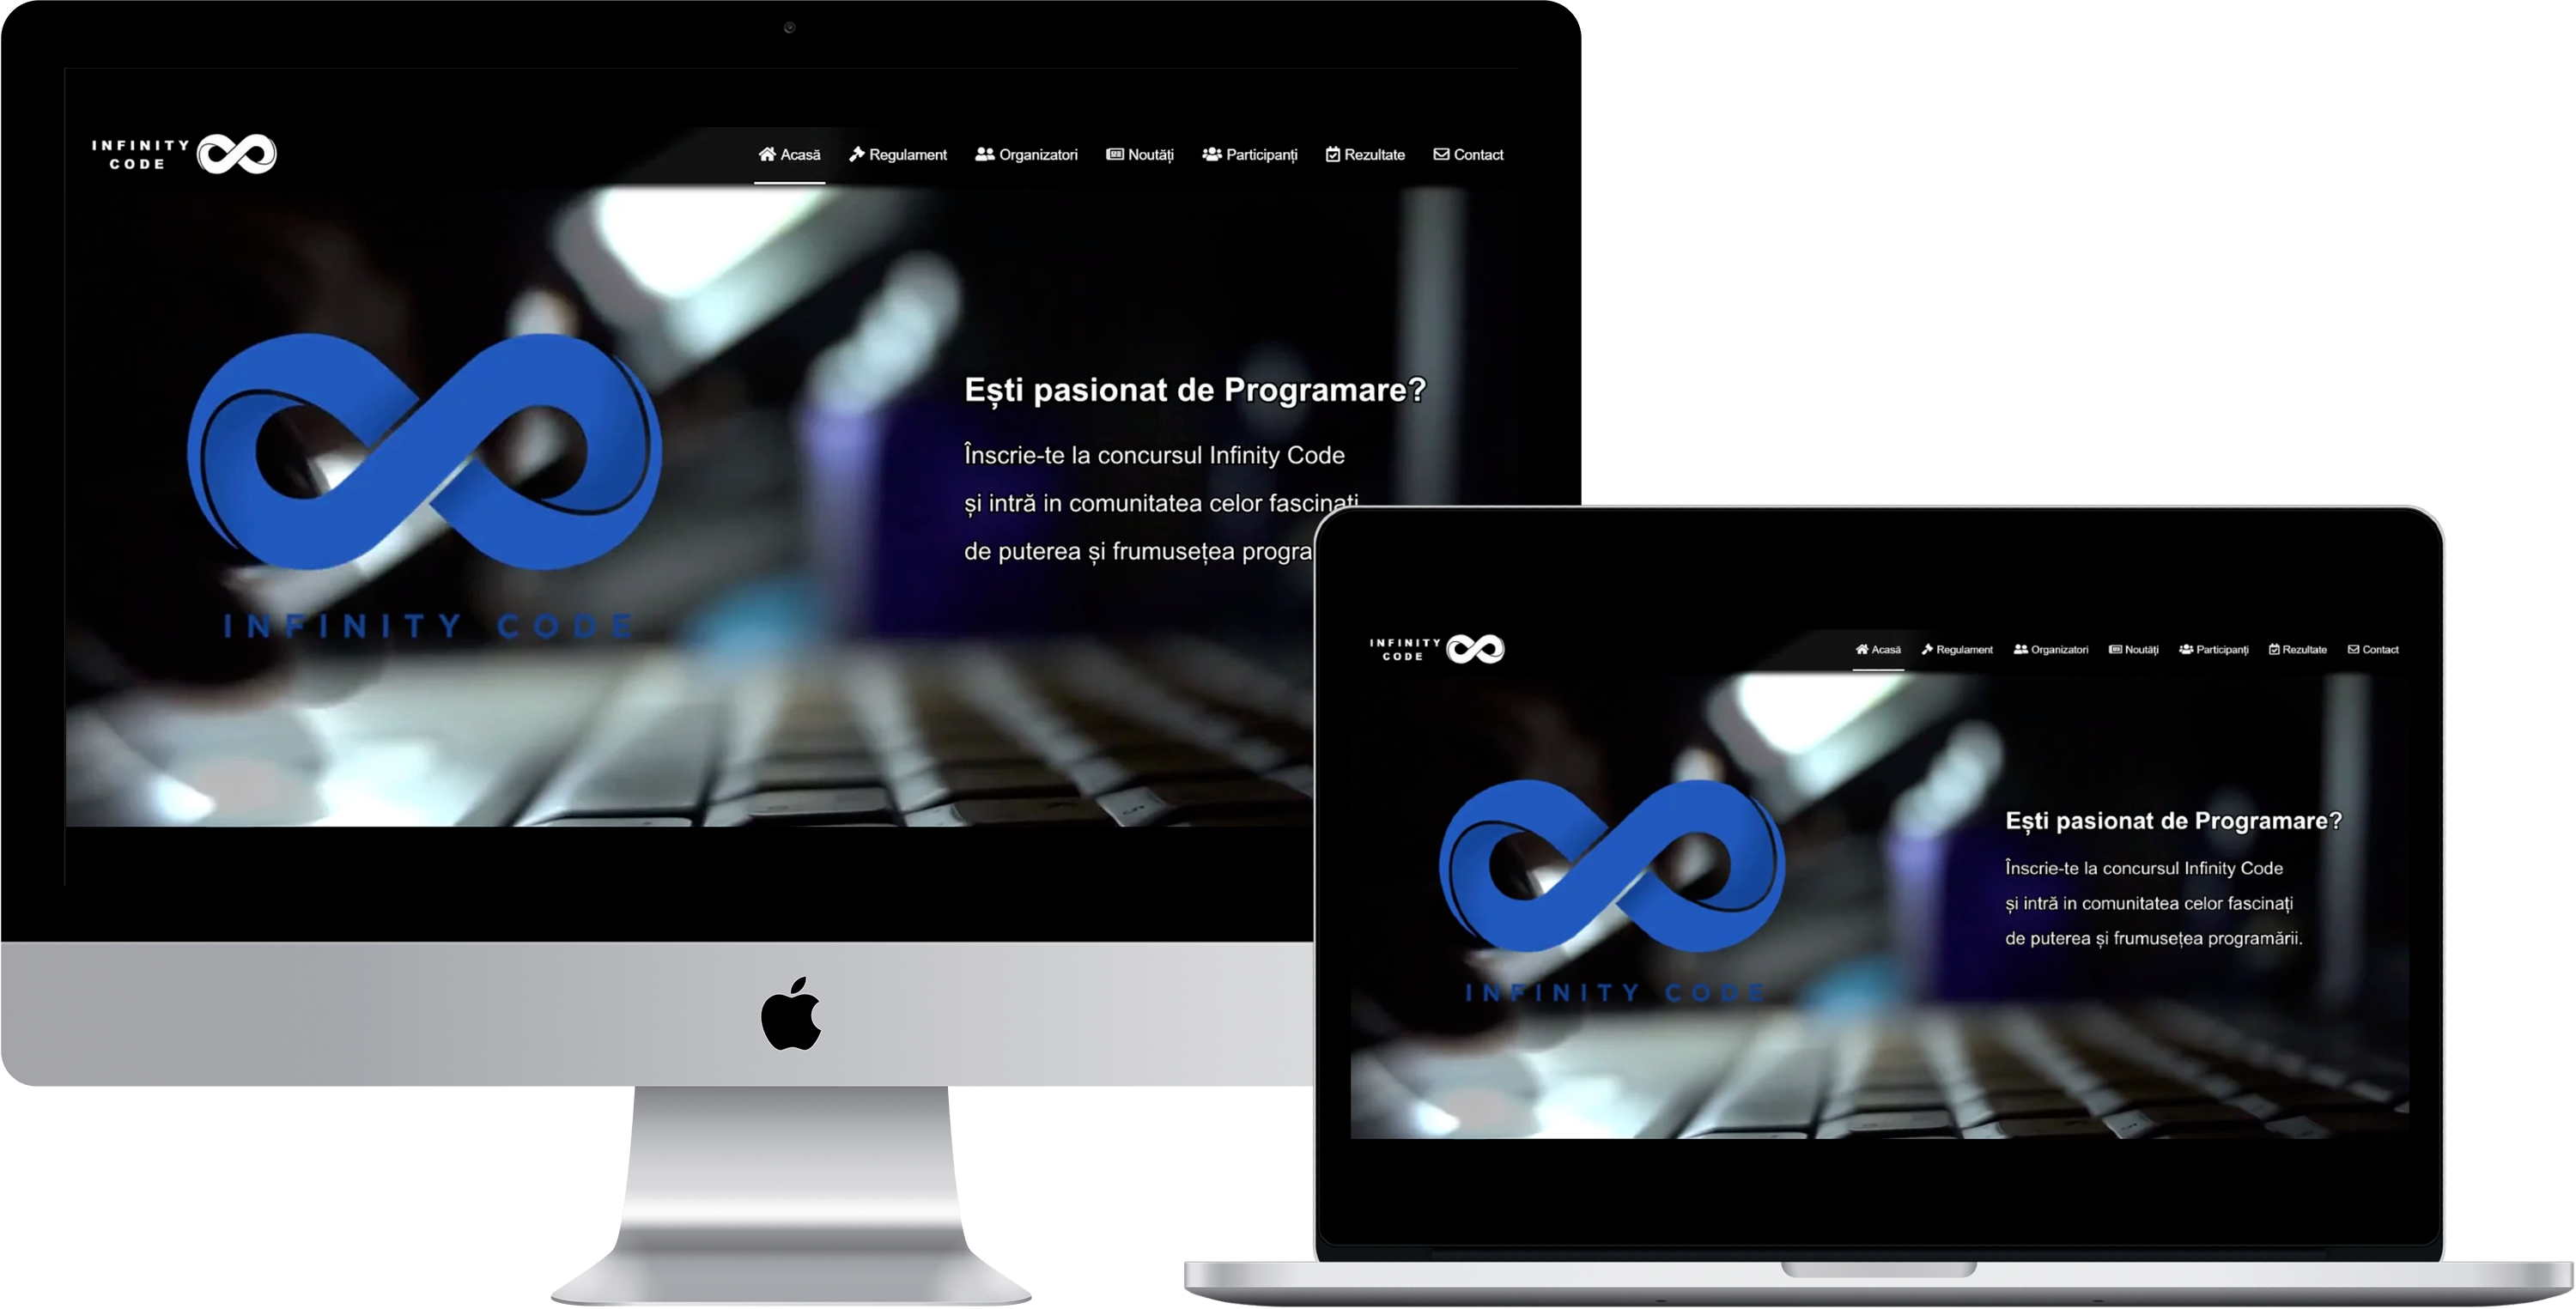 INFINITY
CODE
Acasă Regulament Organizatori Noutăți Participanți Rezultate Contact
INFINITY CODE
Ești pasionat de Programare?
Înscrie-te la concursul Infinity Code
și intră in comunitatea celor fascinați
de puterea și frumusețea progra
INFINITY
CODE
Acasă Regulament Organizatori Noutăți Participanți Rezultate Contact
INFINITY CODE
Ești pasionat de Programare?
Înscrie-te la concursul Infinity Code
și intră in comunitatea celor fascinați
de puterea și frumusețea programării.